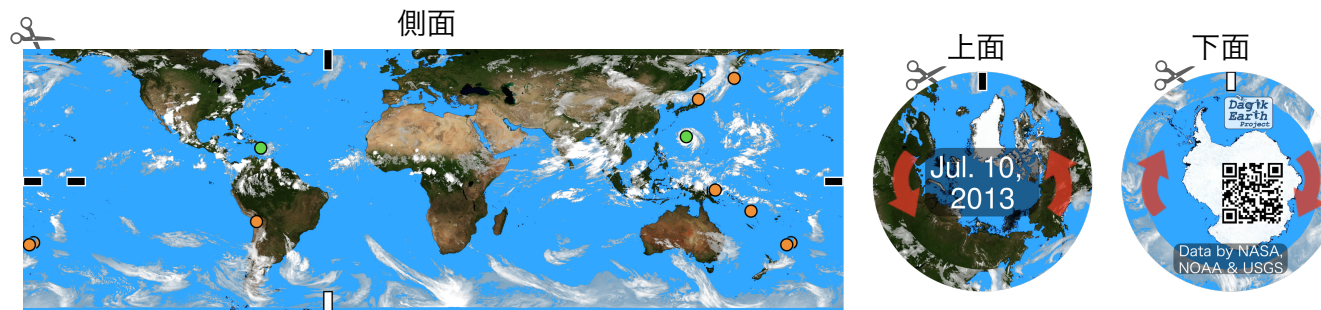 側面
上面
下面
Jul. 10,
2013
Dagik
Earth
Project
Data by NASA,
NOAA & USGS